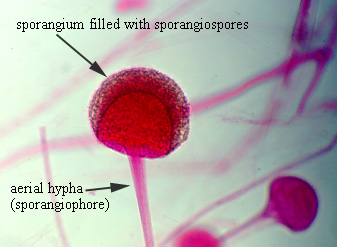 sporangium filled with sporangiospores
aerial hypha
(sporangiophore)